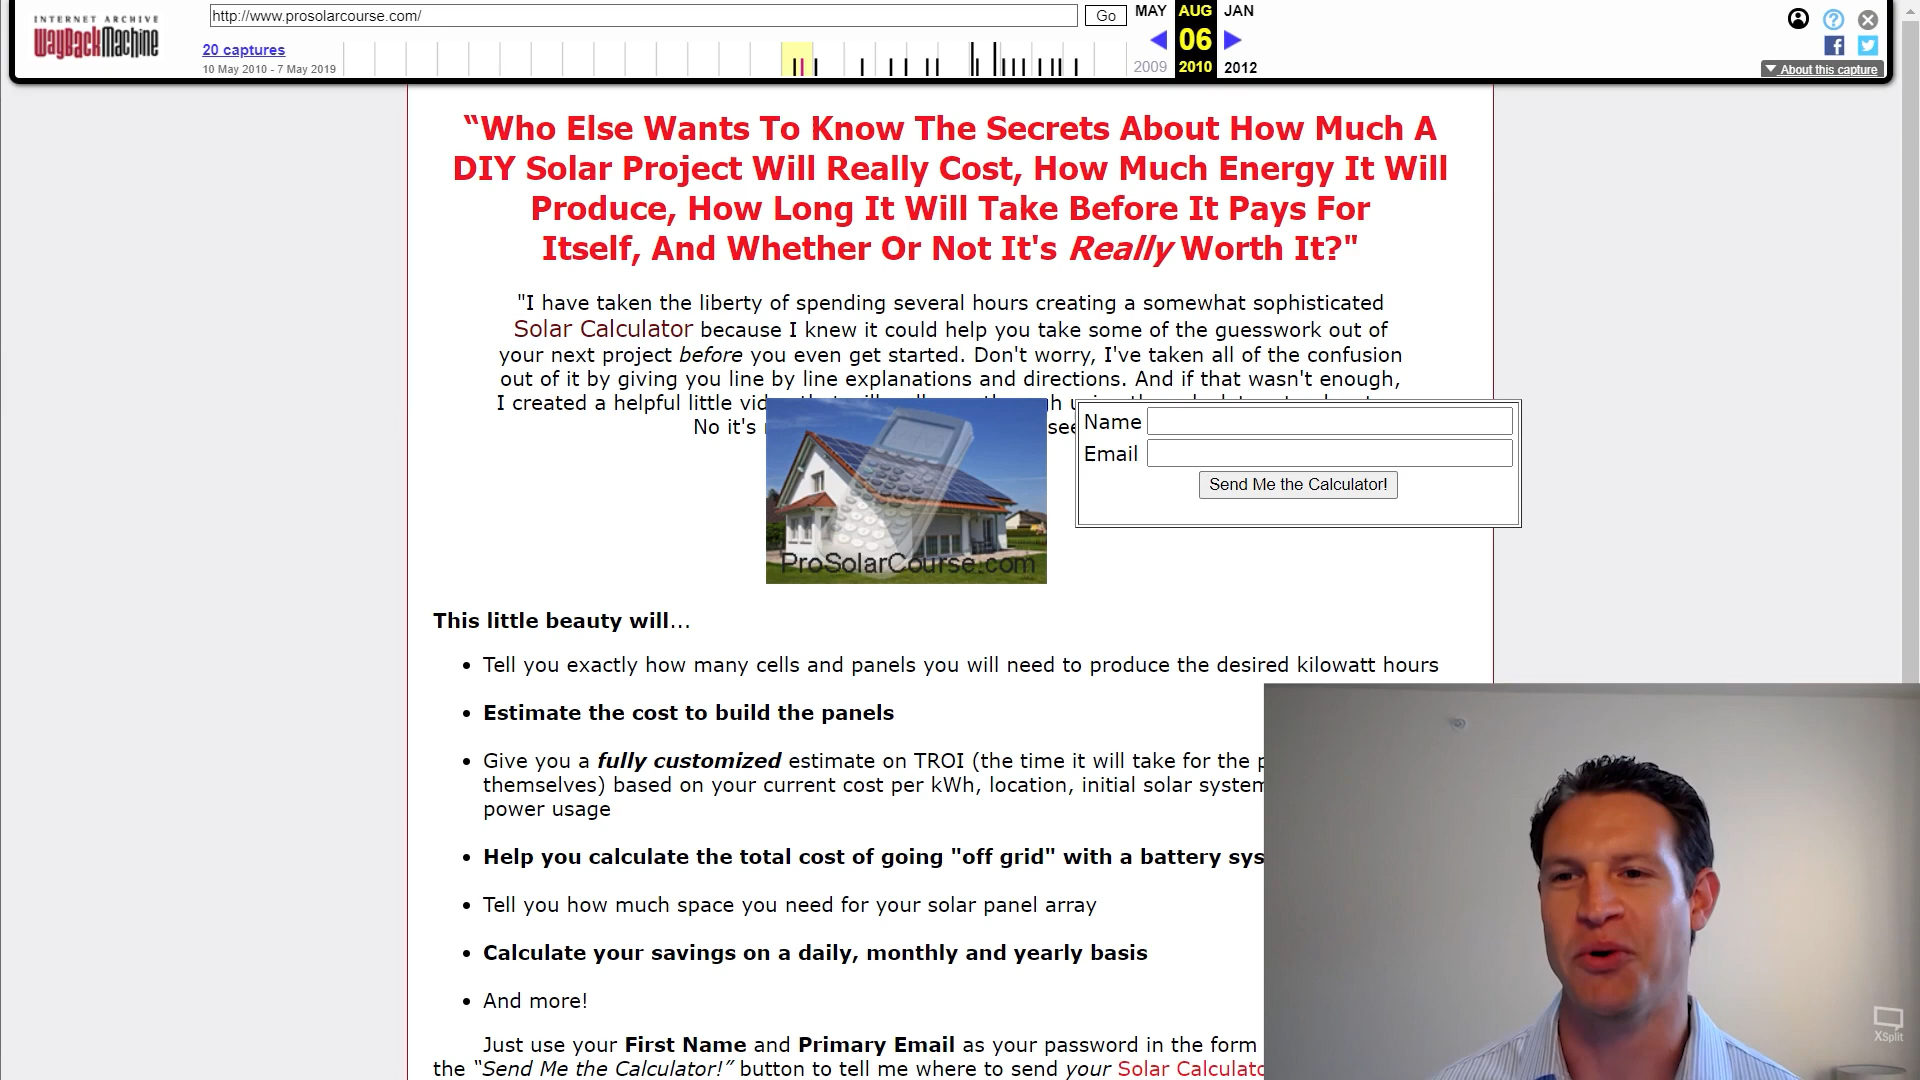 INTERNET ARCHIVE
WayBackMachine
http://www.prosolarcourse.com/
Go
20 captures
10 May 2010 - 7 May 2019
MAY AUG JAN
06
2009 2010 2012
About this capture
“Who Else Wants To Know The Secrets About How Much A
DIY Solar Project Will Really Cost, How Much Energy It Will
Produce, How Long It Will Take Before It Pays For
Itself, And Whether Or Not It's Really Worth It?"
"I have taken the liberty of spending several hours creating a somewhat sophisticated
Solar Calculator because I knew it could help you take some of the guesswork out of
your next project before you even get started. Don't worry, I've taken all of the confusion
out of it by giving you line by line explanations and directions. And if that wasn't enough,
I created a helpful little
No it's
Name
Email
Send Me the Calculator!
ProSolarCourse.com
This little beauty will...
• Tell you exactly how many cells and panels you will need to produce the desired kilowatt hours
• Estimate the cost to build the panels
• Give you a fully customized estimate on TROI (the time it will take for the
themselves) based on your current cost per kWh, location, initial solar system
power usage
• Help you calculate the total cost of going "off grid" with a battery
• Tell you how much space you need for your solar panel array
• Calculate your savings on a daily, monthly and yearly basis
• And more!
Just use your First Name and Primary Email as your password in the form
the “Send Me the Calculator!” button to tell me where to send your Solar
XSplit